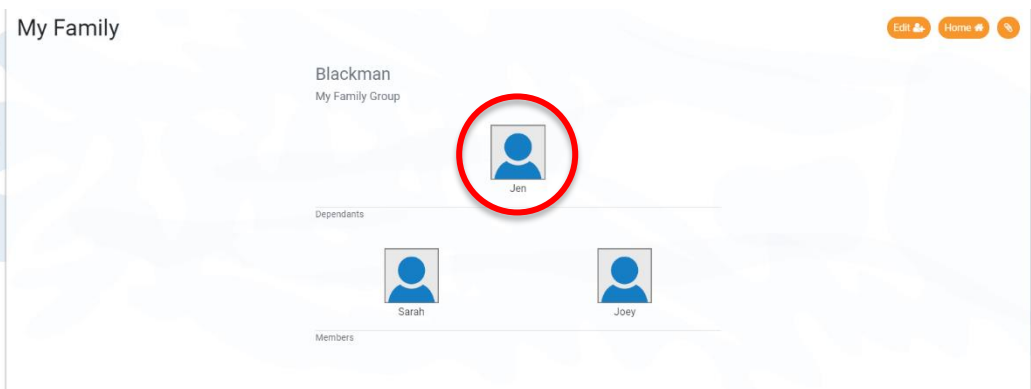 My Family
Edit
Home
Blackman
My Family Group
Jen
Dependants
Sarah
Joey
Members